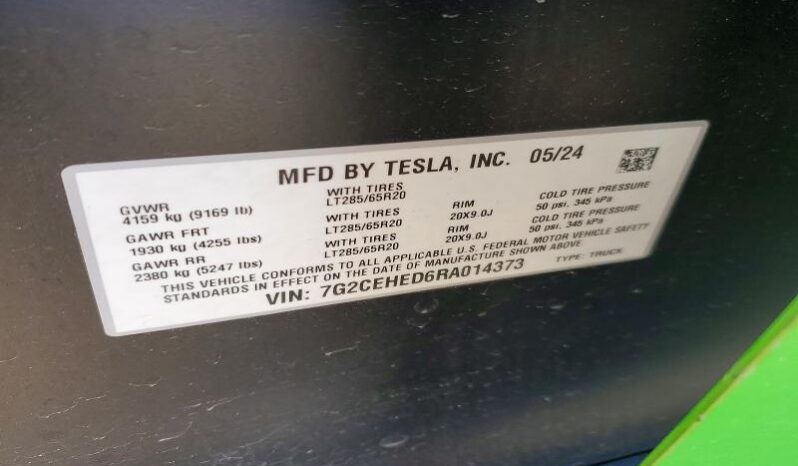 MFD BY TESLA, INC. 05/24
GVWR WITH TIRES RIM COLD TIRE PRESSURE
4159 kg (9169 lb) LT285/65R20 20X9.0J 50 psi. 345 kPa
GAWR FRT WITH TIRES RIM COLD TIRE PRESSURE
1930 kg (4255 lbs) LT285/65R20 20X9.0J 50 psi. 345 kPa
GAWR RR WITH TIRES
2380 kg (5247 lbs) LT285/65R20
THIS VEHICLE CONFORMS TO ALL APPLICABLE U.S. FEDERAL MOTOR VEHICLE SAFETY
STANDARDS IN EFFECT ON THE DATE OF MANUFACTURE SHOWN ABOVE
VIN: 7G2CEHED6RA014373 TYPE: TRUCK